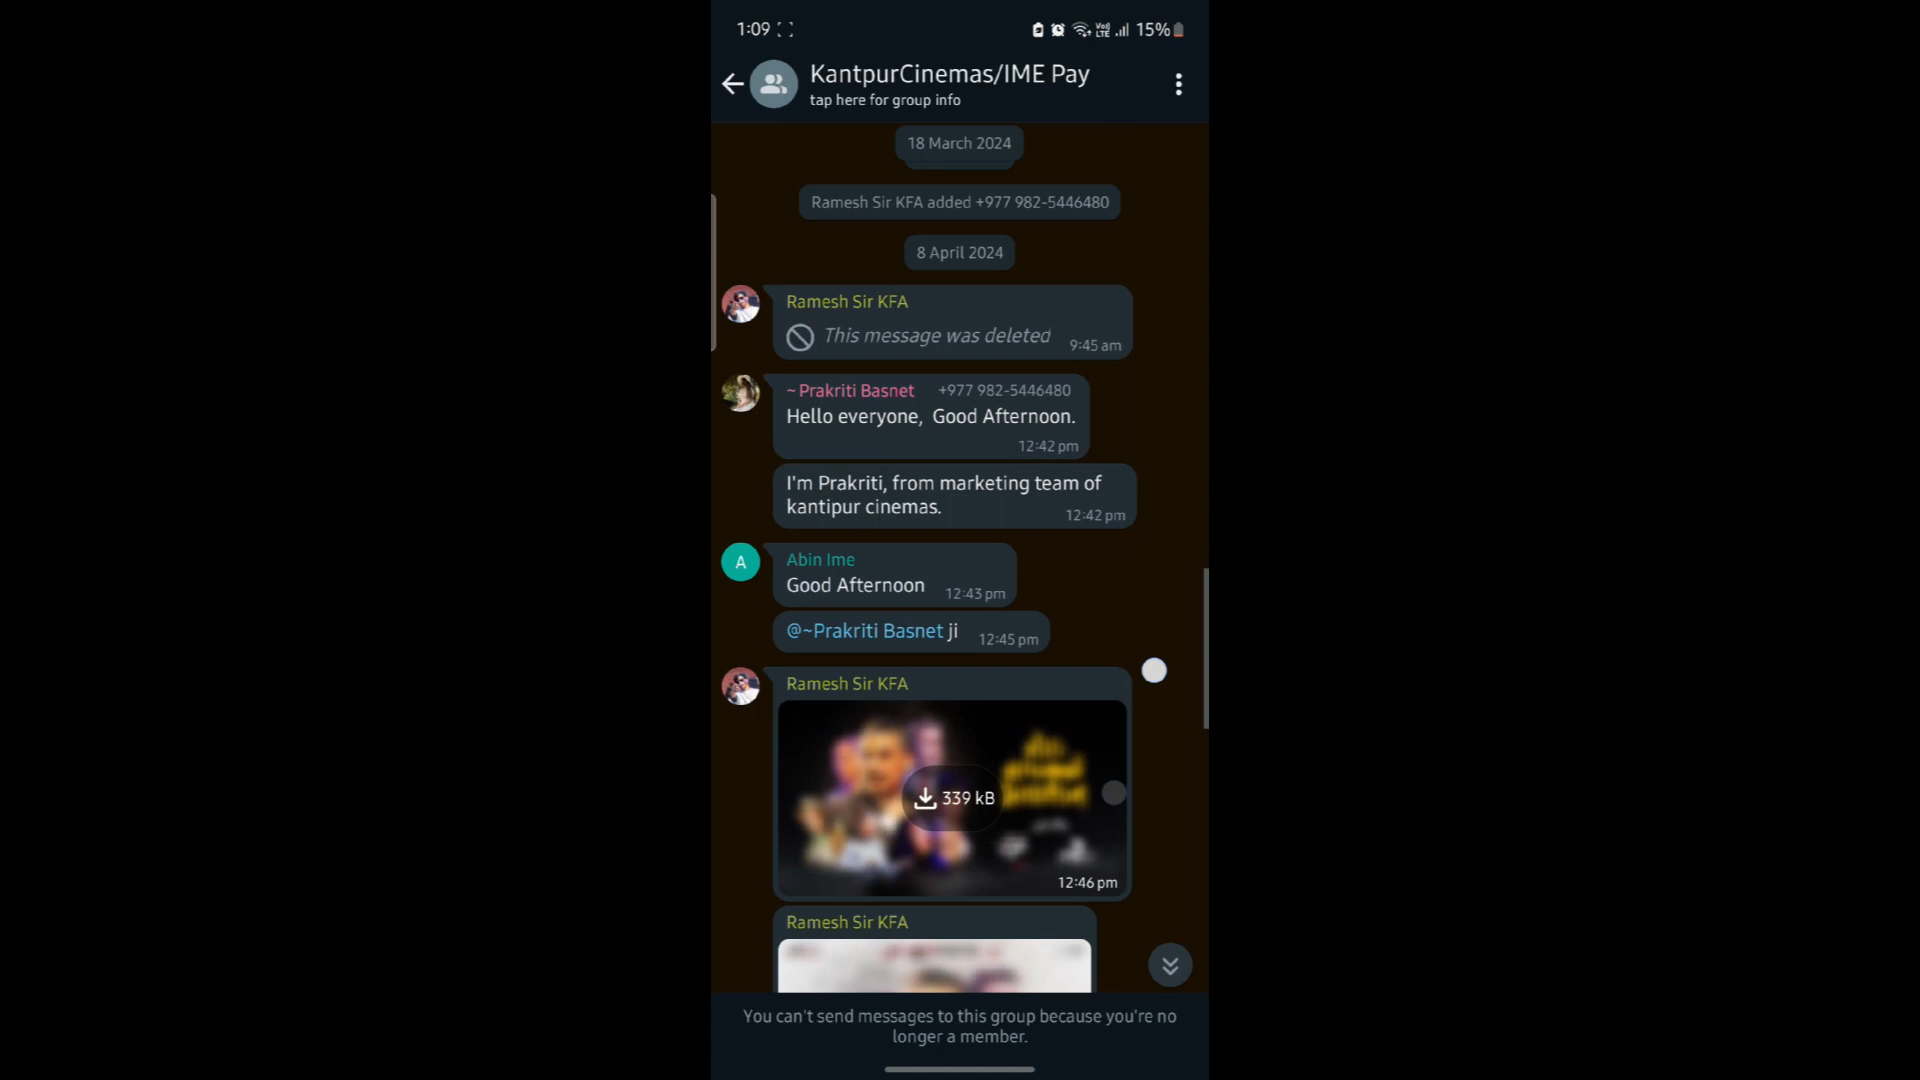 1:09
Vo)
LTE
15%
KantpurCinemas/IME Pay
tap here for group info
18 March 2024
Ramesh Sir KFA added +977 982-5446480
8 April 2024
Ramesh Sir KFA
This message was deleted
9:45 am
~ Prakriti Basnet +977 982-5446480
Hello everyone,  Good Afternoon.
12:42 pm
I'm Prakriti, from marketing team of
kantipur cinemas.
12:42 pm
A
Abin Ime
Good Afternoon
12:43 pm
@~Prakriti Basnet ji
12:45 pm
Ramesh Sir KFA
339 kB
12:46 pm
Ramesh Sir KFA
You can't send messages to this group because you're no
longer a member.